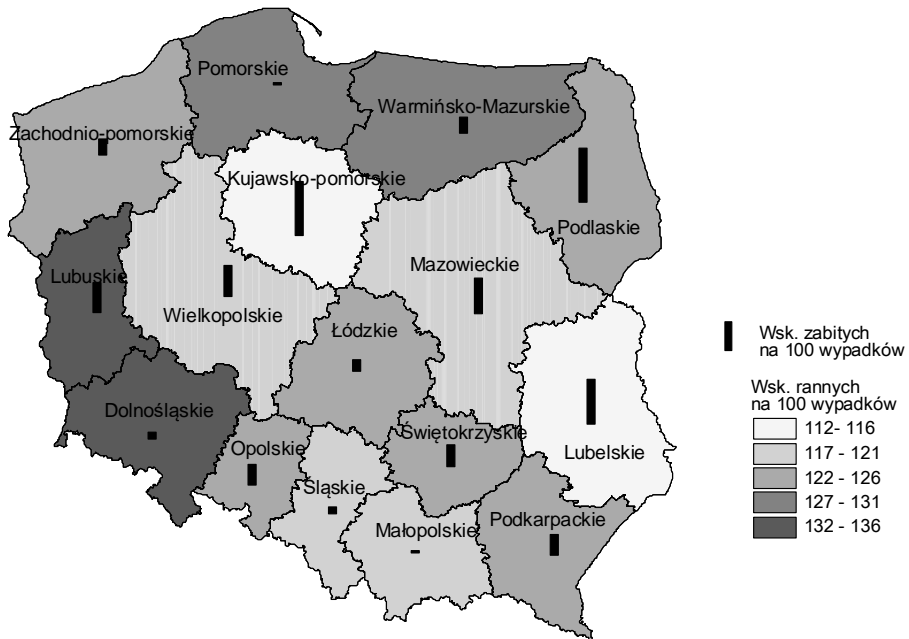 Pomorskie
Warmińsko-Mazurskie
Zachodnio-pomorskie
Kujawsko-pomorskie
Podlaskie
Mazowieckie
Lubuskie
Wielkopolskie
Łódzkie
Dolnośląskie
Świętokrzyskie
Opolskie
Lubelskie
Śląskie
Małopolskie
Podkarpackie
Wsk. zabitych
na 100 wypadków
Wsk. rannych
na 100 wypadków
112- 116
117 - 121
122 - 126
127 - 131
132 - 136